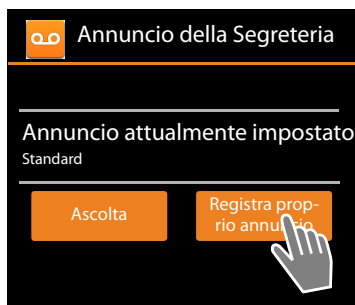 Annuncio della Segreteria
Annuncio attualmente impostato
Standard
Ascolta
Registra prop-
rio annuncio